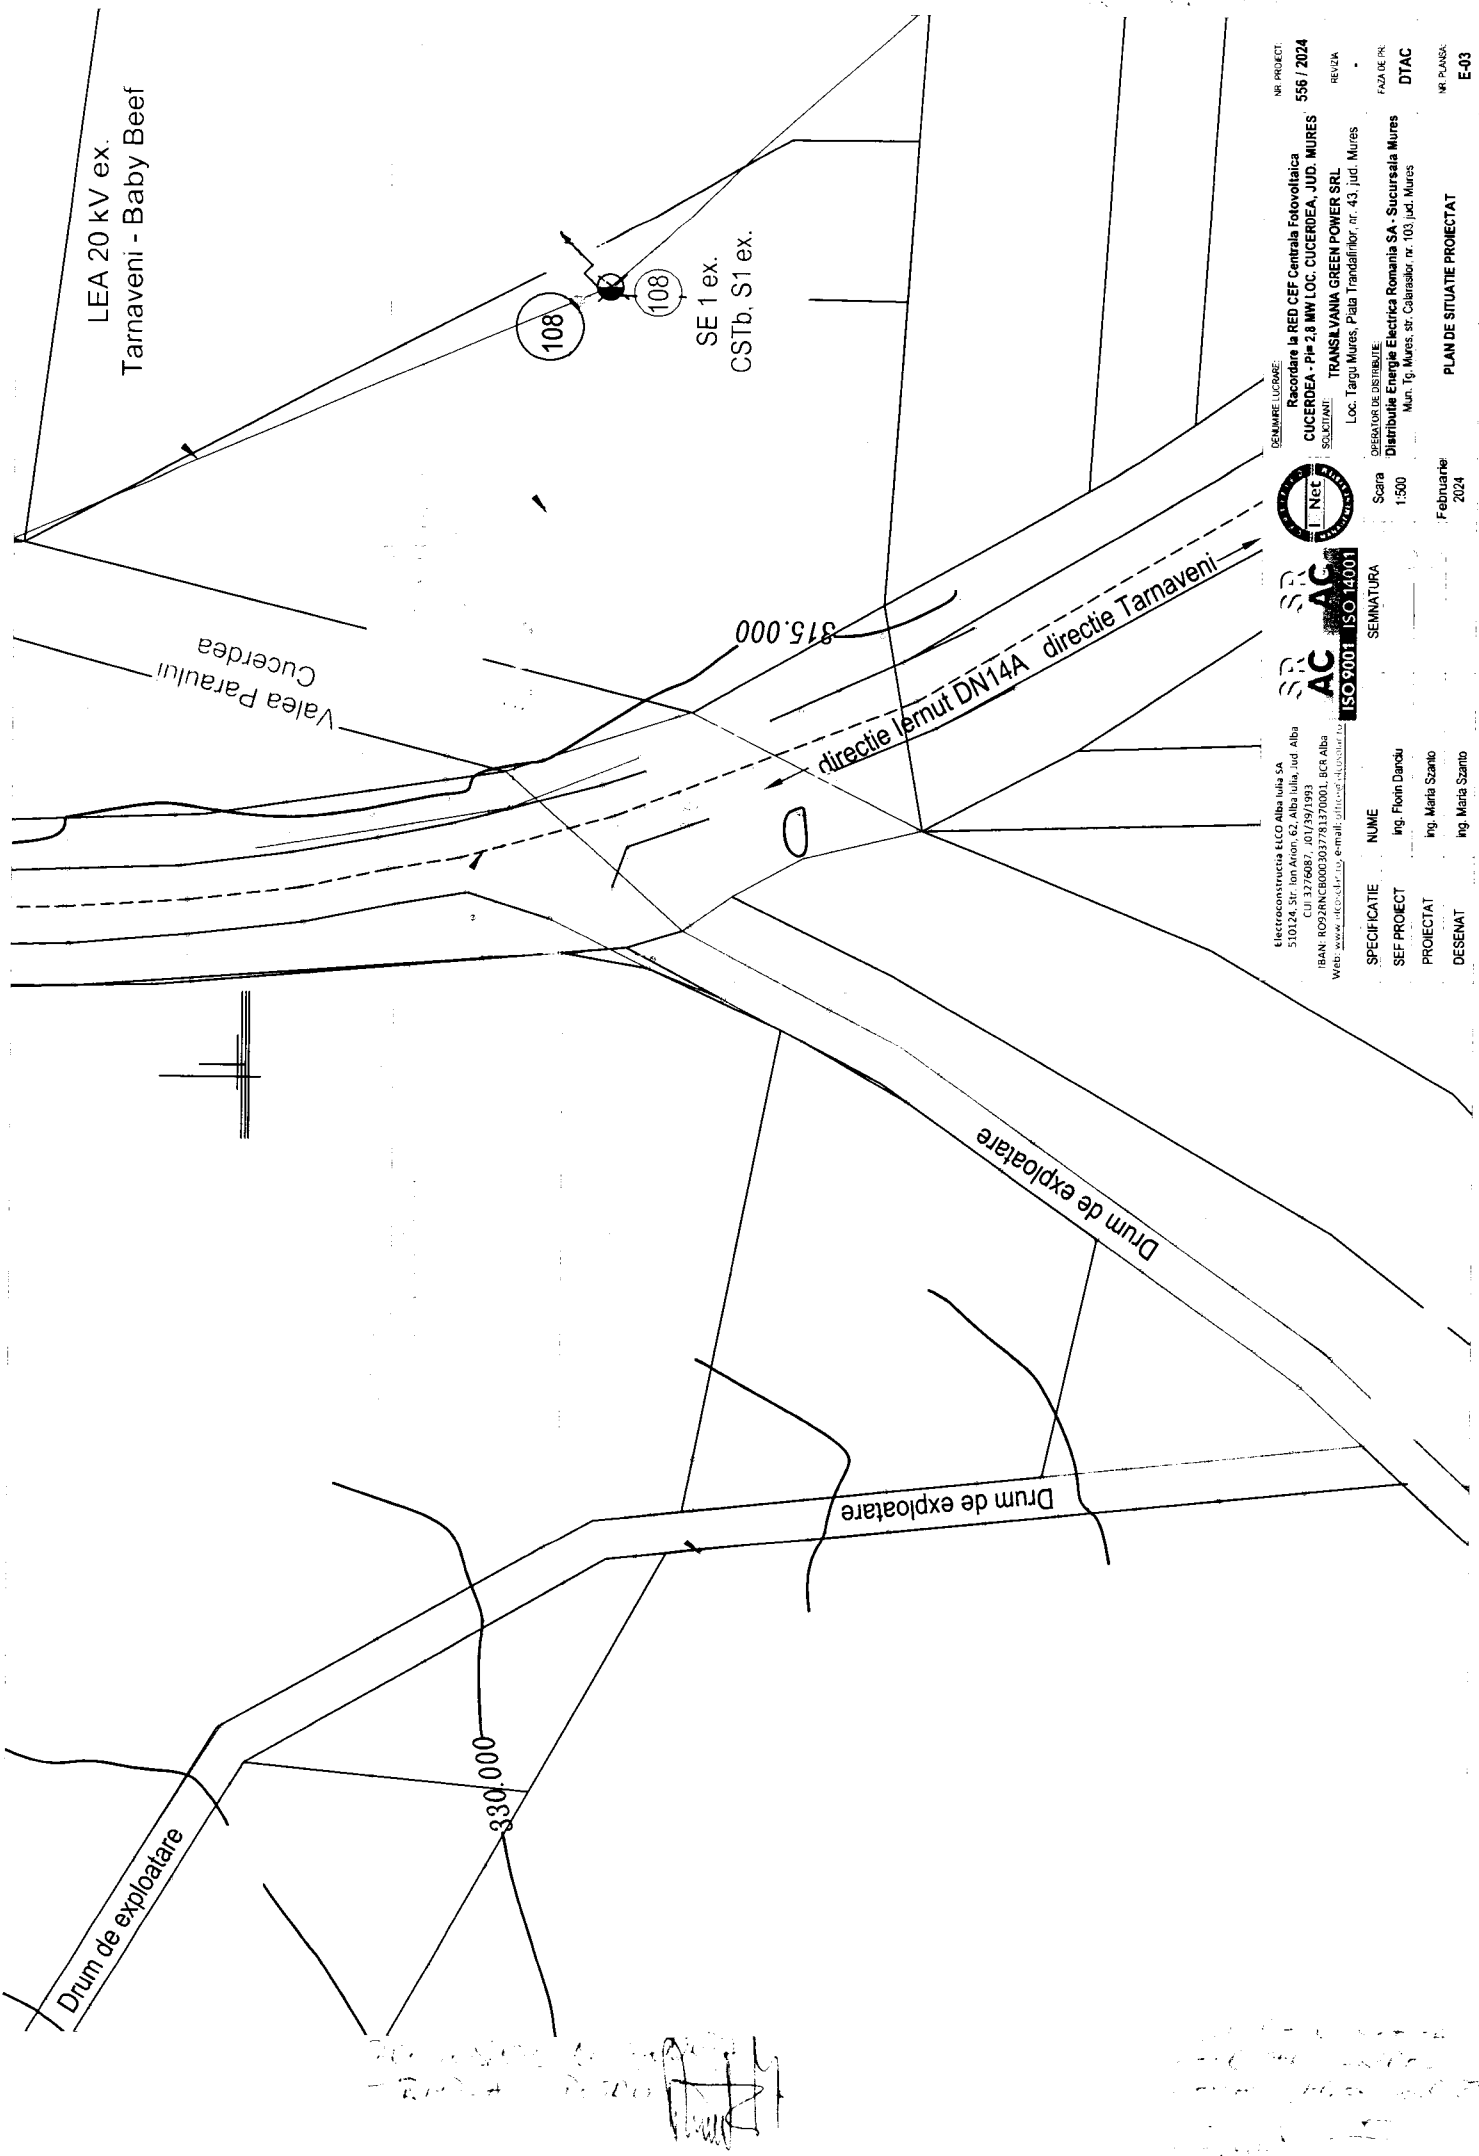 LEA 20 kV ex.
Tarnaveni - Baby Beef
108
108
SE 1 ex.
CSTb, S1 ex.
Valea Paraului
Cucerdea
315.000
directie Iernut DN14A directie Tarnaveni
Drum de exploatare
Drum de exploatare
Drum de exploatare
330.000
Electroconstructia ELCO Alba Iulia SA
510124, Str. Ion Arion, 62, Alba Iulia, Jud. Alba
CUI 3276087, J01/39/1993
BCR Alba
SR AC SR AC
ISO 9001 ISO 14001
I Net
DENUMIRE LUCRARE:
Racordare la RED CEF Centrala Fotovoltaica
CUCERDEA - Pi= 2,8 MW LOC. CUCERDEA, JUD. MURES
SOLICITANT:
TRANSILVANIA GREEN POWER SRL
Loc. Targu Mures, Piata Trandafirilor, nr. 43, jud. Mures
OPERATOR DE DISTRIBUTIE:
Distributie Energie Electrica Romania SA - Sucursala Mures
Mun. Tg. Mures, str. Calarasilor, nr. 103, jud. Mures
PLAN DE SITUATIE PROIECTAT
NR. PROIECT:
556 / 2024
REVIZIA
-
FAZA DE PR:
DTAC
NR. PLANSA:
E-03
SPECIFICATIE NUME SEMNATURA
SEF PROIECT ing. Florin Danciu
PROIECTAT ing. Maria Szanto
DESENAT ing. Maria Szanto
Scara
1:500
Februarie
2024